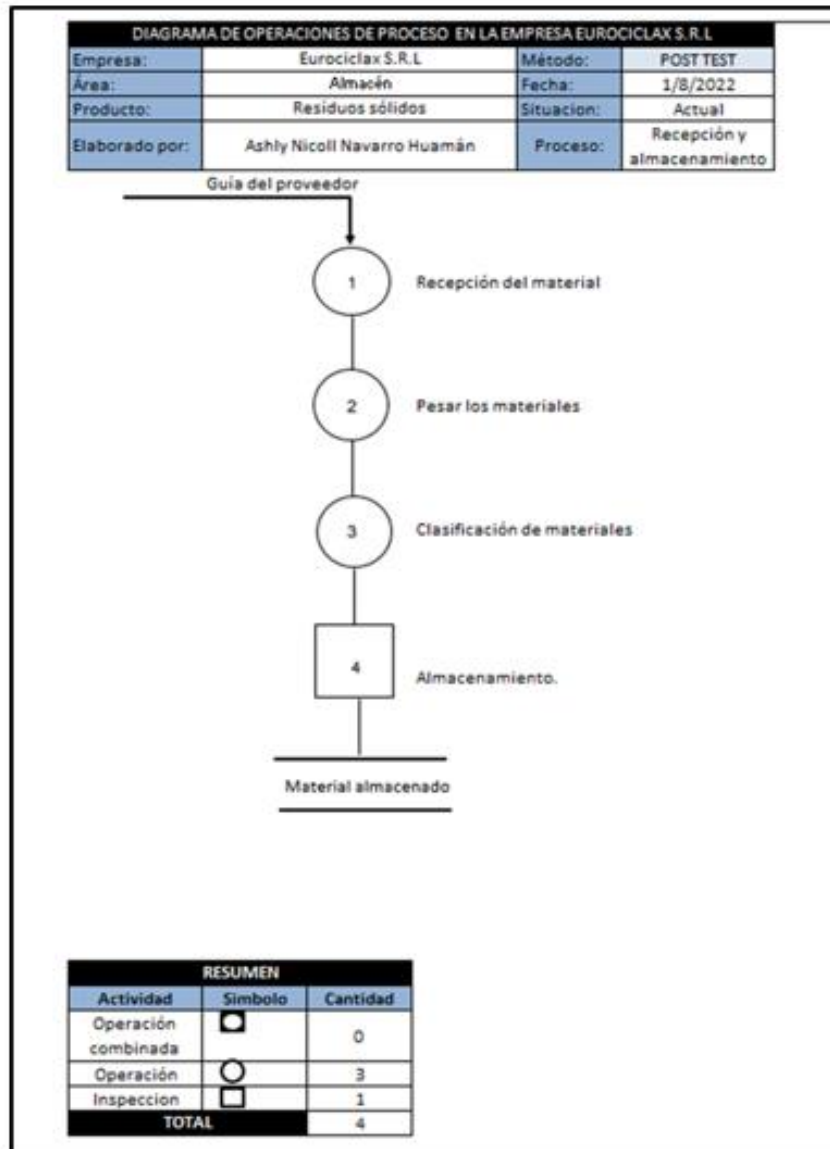 DIAGRAMA DE OPERACIONES DE PROCESO EN LA EMPRESA EUROCICLAX S.R.L
Empresa: Eurociclax S.R.L Método: POST TEST
Área: Almacén Fecha: 1/8/2022
Producto: Residuos sólidos Situacion: Actual
Elaborado por: Ashly Nicoll Navarro Huamán Proceso: Recepción y
almacenamiento
Guía del proveedor
1 Recepción del material
2 Pesar los materiales
3 Clasificación de materiales
4 Almacenamiento.
Material almacenado
RESUMEN
Actividad Simbolo Cantidad
Operación
combinada 0
Operación 3
Inspeccion 1
TOTAL 4